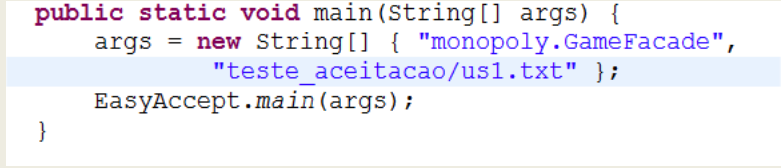 public static void main(String[] args) {
args = new String[] { "monopoly.GameFacade",
"teste_aceitacao/us1.txt" };
EasyAccept.main(args);
}